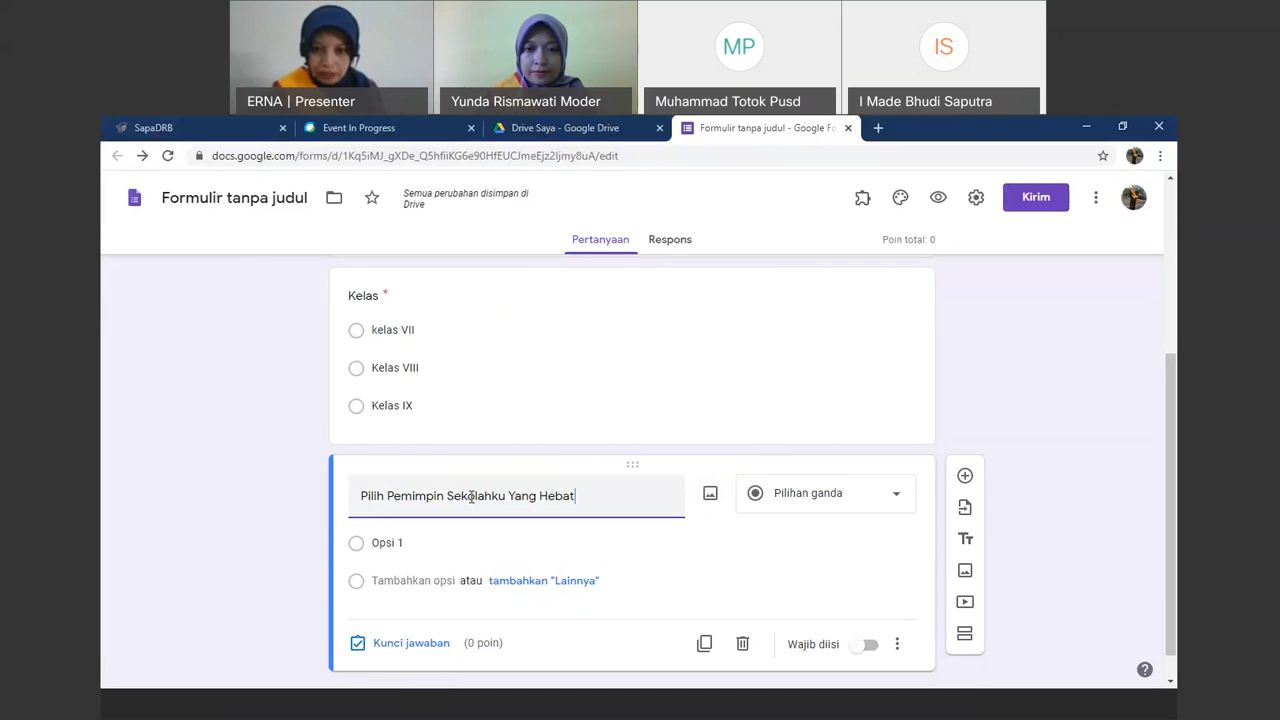 MP
IS
ERNA | Presenter
Yunda Rismawati Moder
Muhammad Totok Pusd
I Made Bhudi Saputra
SapaDRB
Event In Progress
Drive Saya - Google Drive
Formulir tanpa judul - Google Fo
docs.google.com/forms/d/1Kq5iMJ_gXDe_Q5hfiiKG6e90HfEUCJmeEjz2Ijmy8uA/edit
Formulir tanpa judul
Semua perubahan disimpan di
Drive
Kirim
Pertanyaan
Respons
Poin total: 0
Kelas *
kelas VII
Kelas VIII
Kelas IX
Pilih Pemimpin Sekolahku Yang Hebat
Pilihan ganda
Opsi 1
Tambahkan opsi atau tambahkan "Lainnya"
Kunci jawaban (0 poin)
Wajib diisi